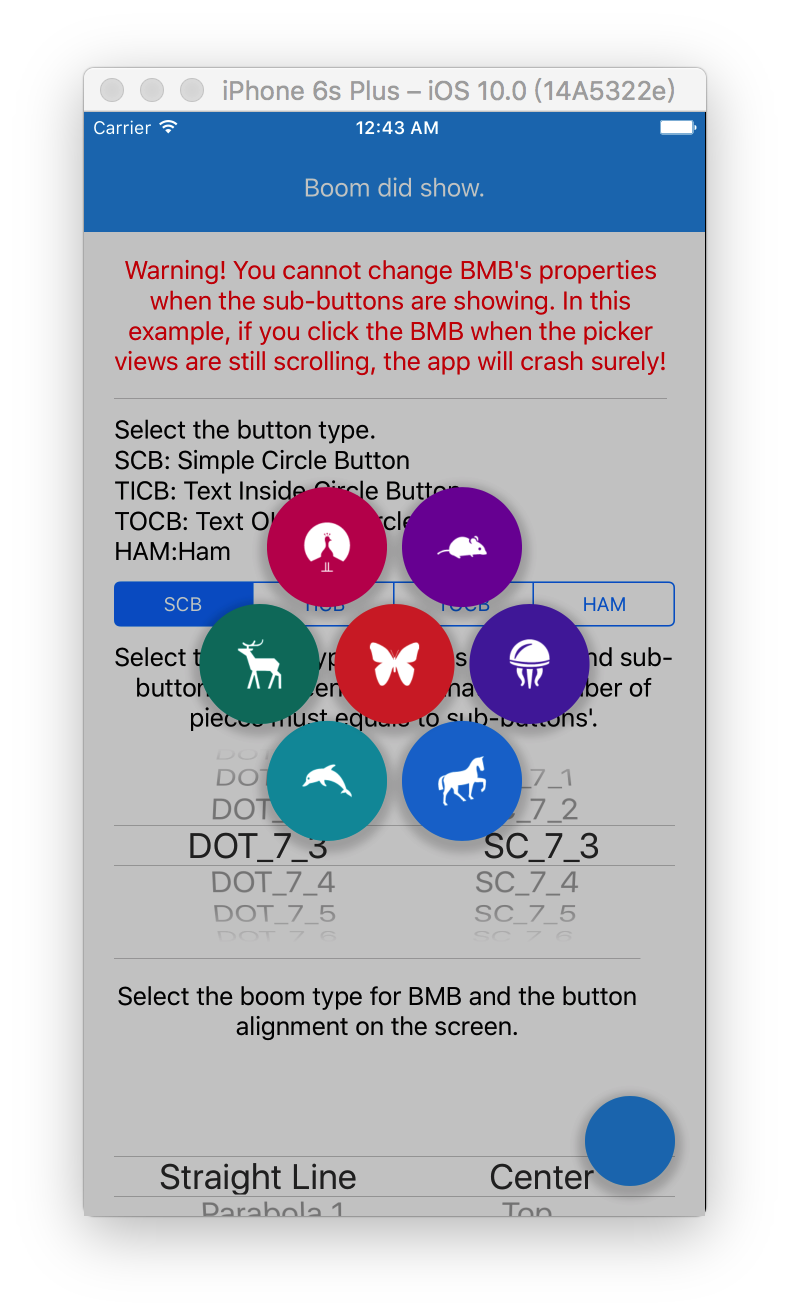 iPhone 6s Plus – iOS 10.0 (14A5322e)
Carrier 12:43 AM
Boom did show.
Warning! You cannot change BMB's properties
when the sub-buttons are showing. In this
example, if you click the BMB when the picker
views are still scrolling, the app will crash surely!
Select the button type.
SCB: Simple Circle Button
TICB: Text Inside Circle Button
TOCB: Text
HAM:Ham
SCB TICB TOCB HAM
Select sub-
button of
pieces must equals to sub-buttons'.
DOT_7_1
DOT_7_2 SC_7_2
DOT_7_3 SC_7_3
DOT_7_4 SC_7_4
DOT_7_5 SC_7_5
DOT_7_6 SC_7_6
Select the boom type for BMB and the button
alignment on the screen.
Straight Line Center
Parabola 1 Top